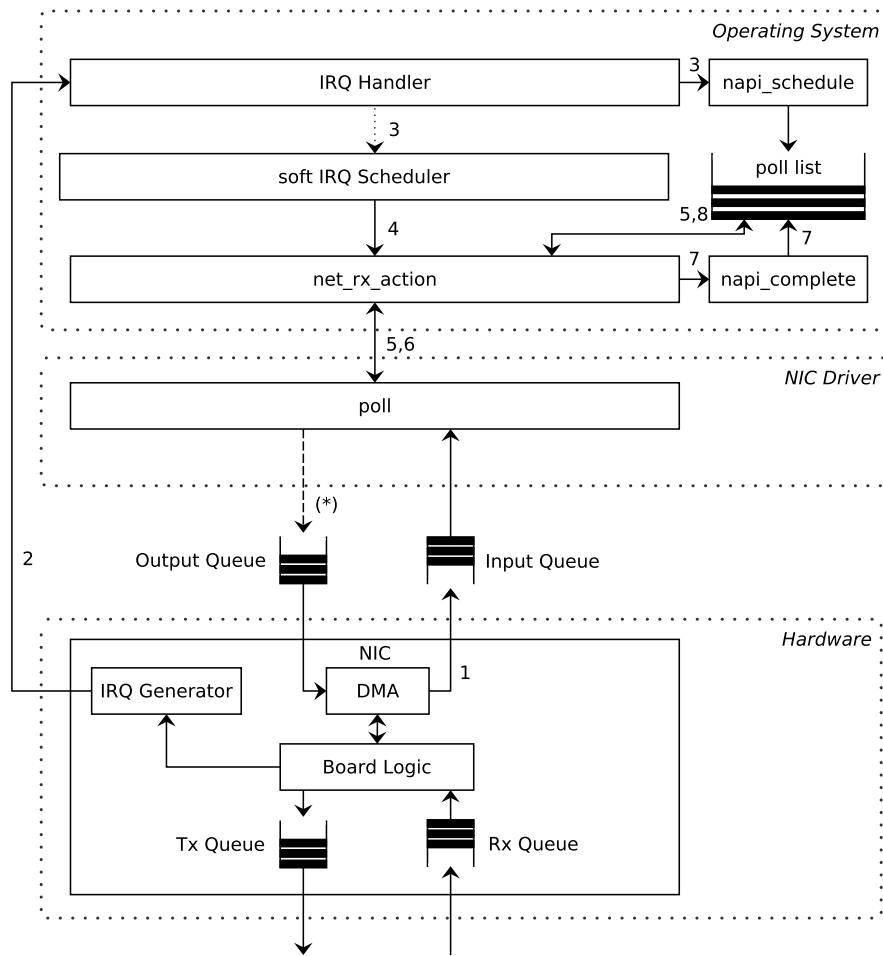 Operating System
IRQ Handler
3
napi_schedule
3
poll list
soft IRQ Scheduler
5,8
4
7
7
net_rx_action
napi_complete
5,6
NIC Driver
poll
(*)
2
Output Queue
Input Queue
Hardware
NIC
1
IRQ Generator
DMA
Board Logic
Tx Queue
Rx Queue